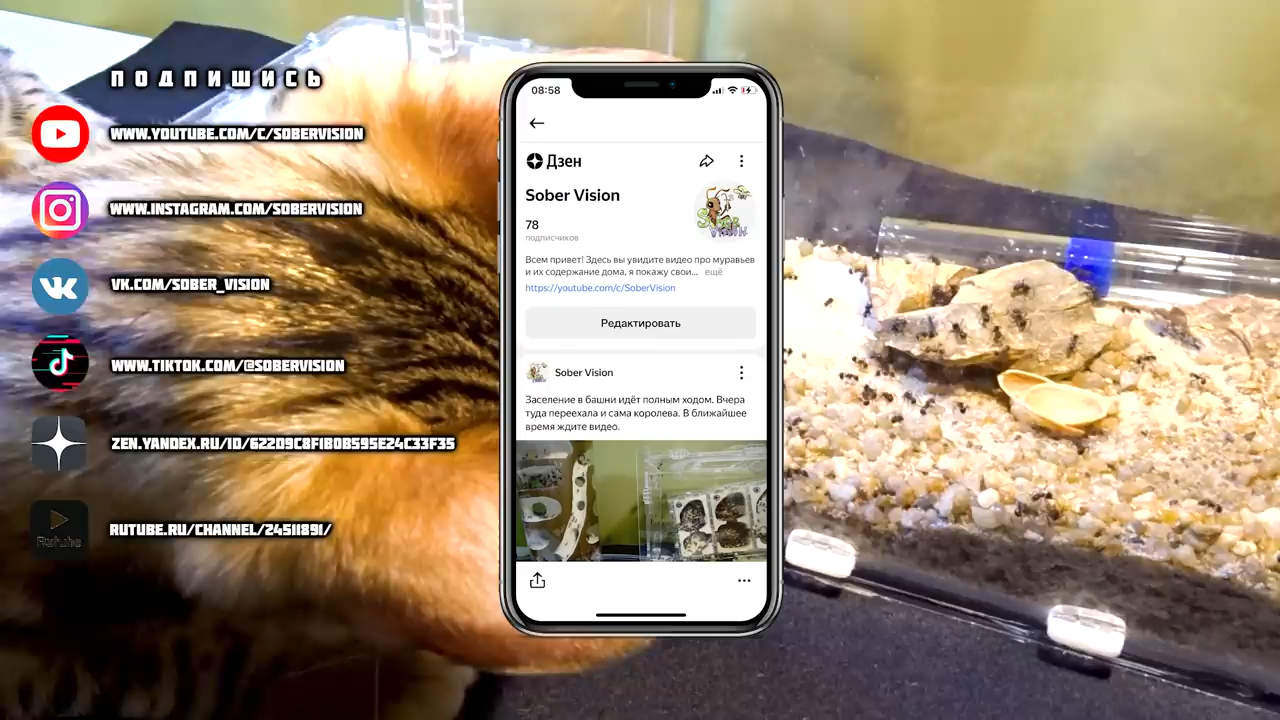 ПОДПИШИСЬ
WWW.YOUTUBE.COM/C/SOBERVISION
WWW.INSTAGRAM.COM/SOBERVISION
VK.COM/SOBER_VISION
WWW.TIKTOK.COM/@SOBERVISION
ZEN.YANDEX.RU/ID/62209C8F1B0B595E24C33F35
RUTUBE.RU/CHANNEL/24511891/
Rutube
08:58
Дзен
Sober Vision
78
подписчиков
Всем привет! Здесь вы увидите видео про муравьев
и их содержание дома, я покажу свои... ещё
https://youtube.com/c/SoberVision
Редактировать
Sober Vision
Заселение в башни идёт полным ходом. Вчера
туда переехала и сама королева. В ближайшее
время ждите видео.